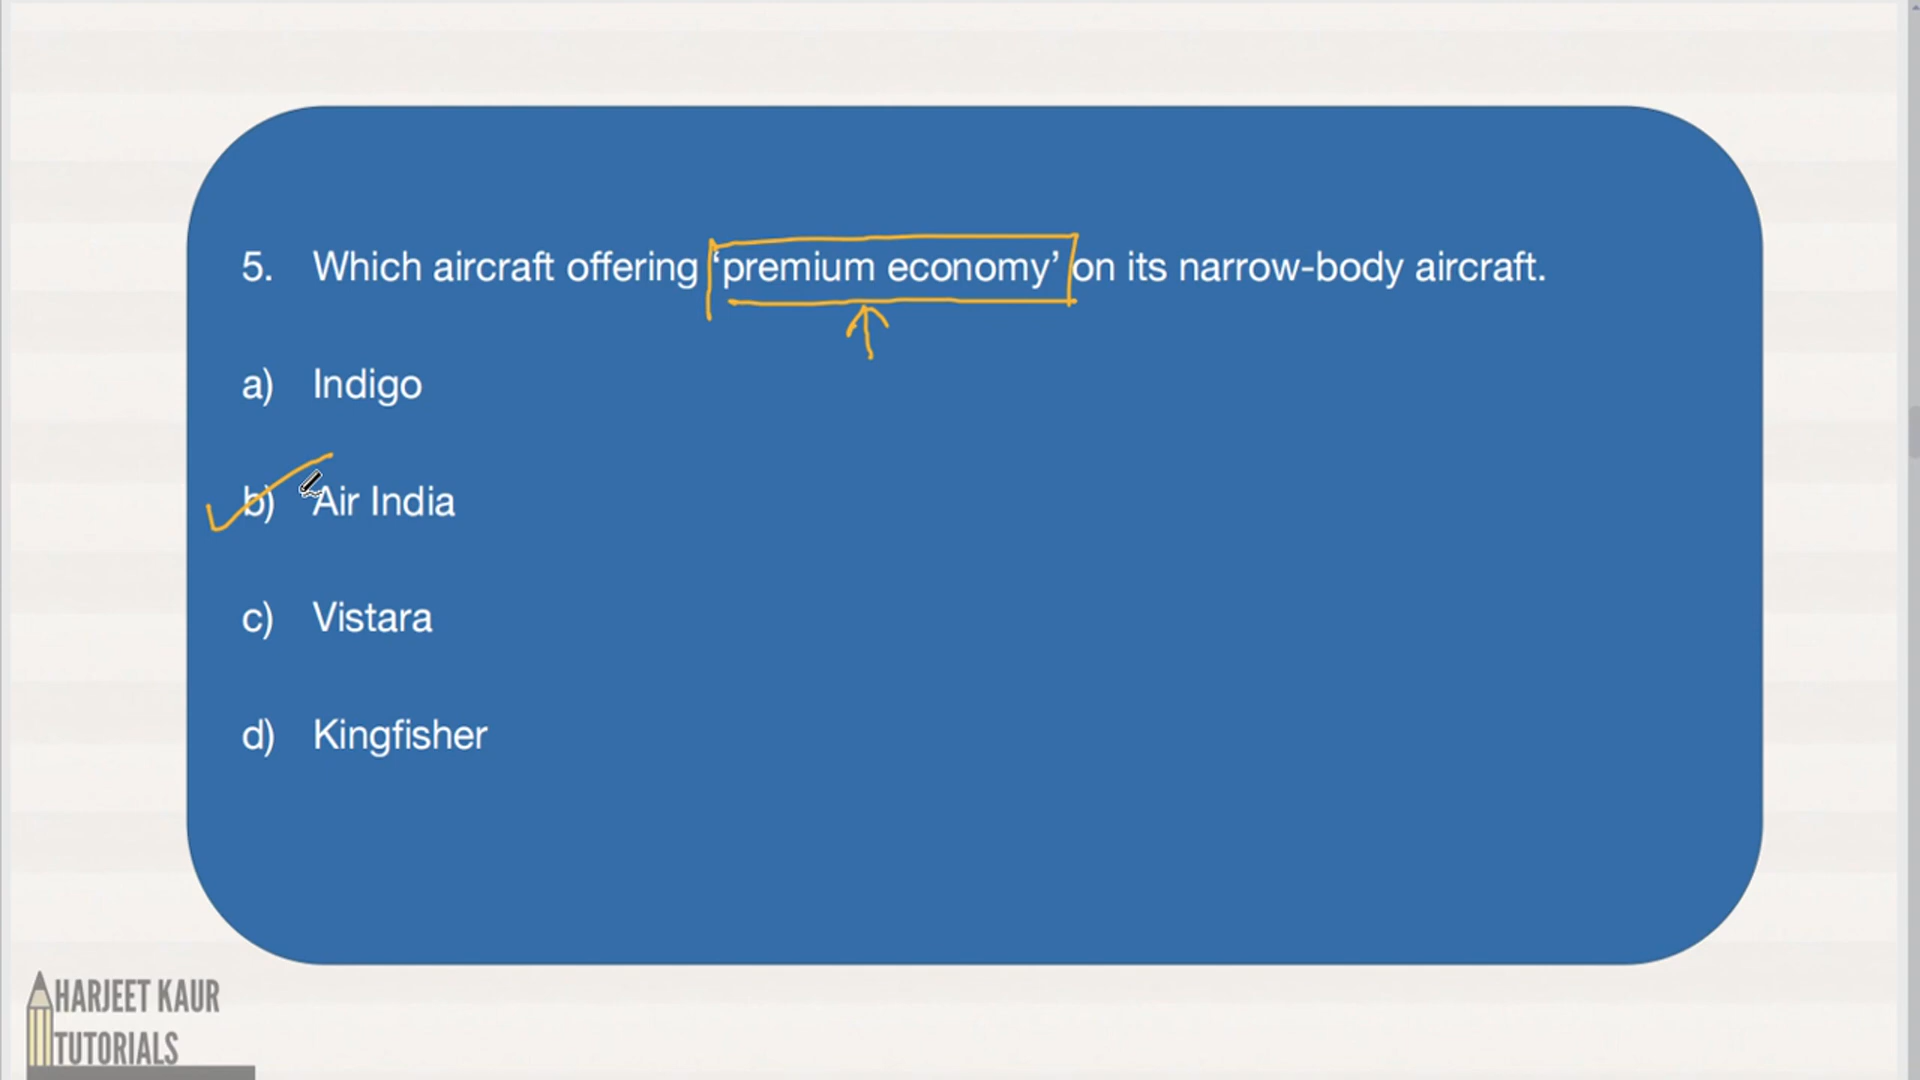 5. Which aircraft offering ‘premium economy’ on its narrow-body aircraft.
a) Indigo
b) Air India
c) Vistara
d) Kingfisher
HARJEET KAUR
TUTORIALS